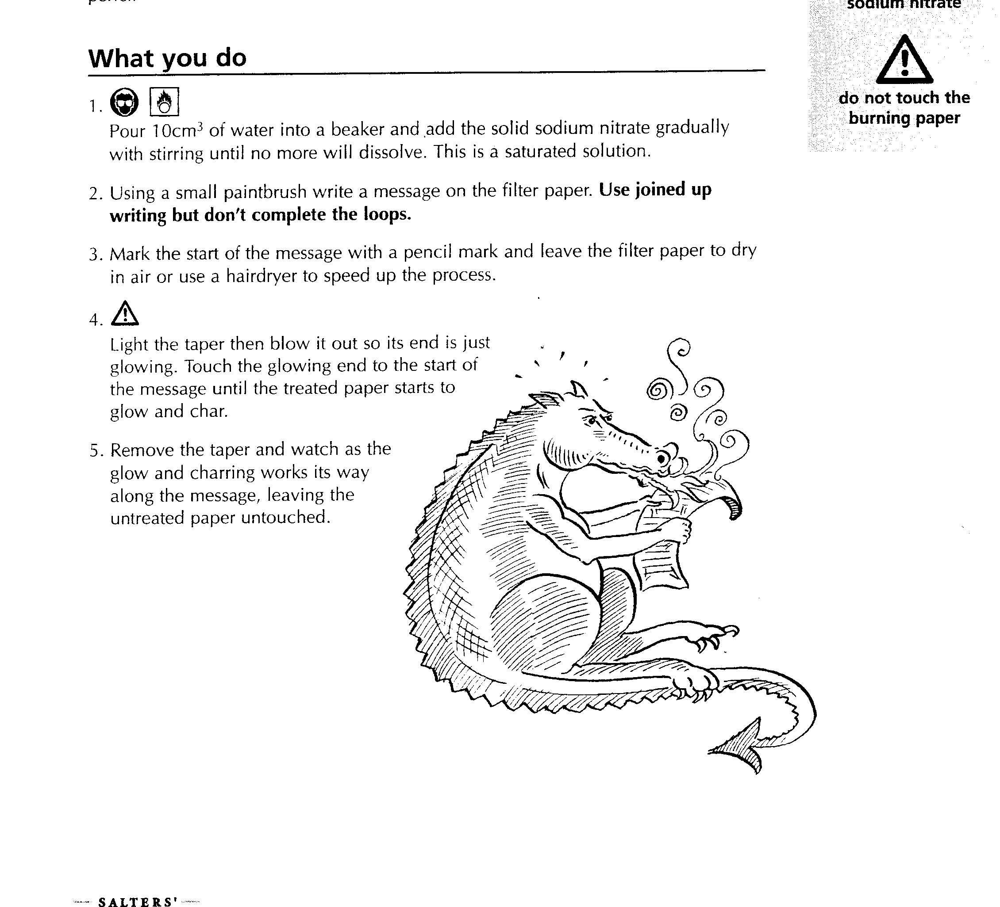 sodium nitrate
What you do
do not touch the
burning paper
1.
Pour 10cm³ of water into a beaker and add the solid sodium nitrate gradually
with stirring until no more will dissolve. This is a saturated solution.
2. Using a small paintbrush write a message on the filter paper. Use joined up
writing but don't complete the loops.
3. Mark the start of the message with a pencil mark and leave the filter paper to dry
in air or use a hairdryer to speed up the process.
4.
Light the taper then blow it out so its end is just
glowing. Touch the glowing end to the start of
the message until the treated paper starts to
glow and char.
5. Remove the taper and watch as the
glow and charring works its way
along the message, leaving the
untreated paper untouched.
SALTERS'